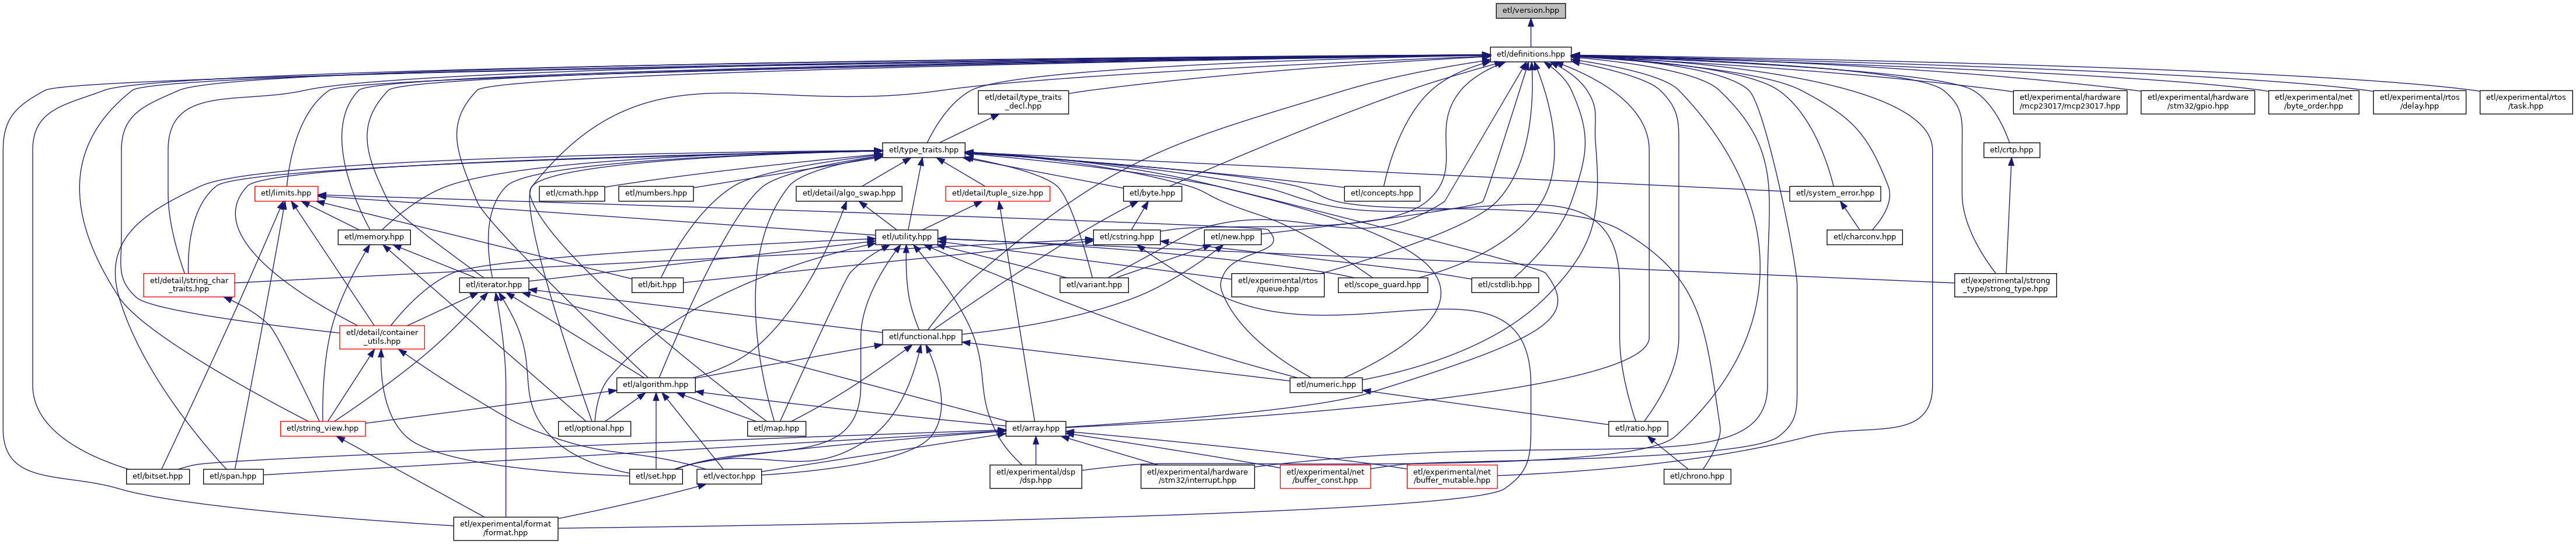 etl/version.hpp
etl/definitions.hpp
etl/detail/type_traits
_decl.hpp
etl/experimental/hardware
/mcp23017/mcp23017.hpp
etl/experimental/hardware
/stm32/gpio.hpp
etl/experimental/net
/byte_order.hpp
etl/experimental/rtos
/delay.hpp
etl/experimental/rtos
/task.hpp
etl/type_traits.hpp
etl/crtp.hpp
etl/limits.hpp
etl/cmath.hpp
etl/numbers.hpp
etl/detail/algo_swap.hpp
etl/detail/tuple_size.hpp
etl/byte.hpp
etl/concepts.hpp
etl/system_error.hpp
etl/memory.hpp
etl/utility.hpp
etl/cstring.hpp
etl/new.hpp
etl/charconv.hpp
etl/detail/string_char
_traits.hpp
etl/iterator.hpp
etl/bit.hpp
etl/variant.hpp
etl/experimental/rtos
/queue.hpp
etl/scope_guard.hpp
etl/cstdlib.hpp
etl/experimental/strong
_type/strong_type.hpp
etl/detail/container
_utils.hpp
etl/functional.hpp
etl/algorithm.hpp
etl/numeric.hpp
etl/string_view.hpp
etl/optional.hpp
etl/map.hpp
etl/array.hpp
etl/ratio.hpp
etl/bitset.hpp
etl/span.hpp
etl/set.hpp
etl/vector.hpp
etl/experimental/dsp
/dsp.hpp
etl/experimental/hardware
/stm32/interrupt.hpp
etl/experimental/net
/buffer_const.hpp
etl/experimental/net
/buffer_mutable.hpp
etl/chrono.hpp
etl/experimental/format
/format.hpp